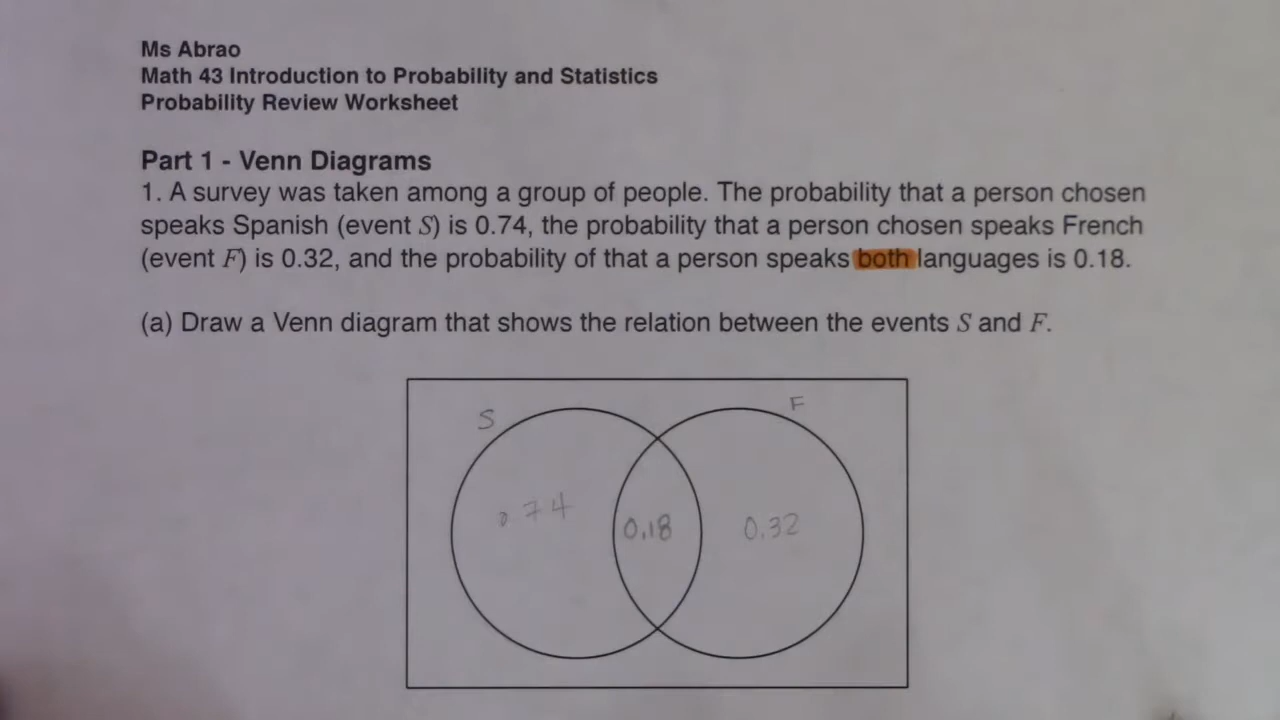 Ms Abrao
Math 43 Introduction to Probability and Statistics
Probability Review Worksheet
Part 1 - Venn Diagrams
1. A survey was taken among a group of people. The probability that a person chosen
speaks Spanish (event S) is 0.74, the probability that a person chosen speaks French
(event F) is 0.32, and the probability of that a person speaks both languages is 0.18.
(a) Draw a Venn diagram that shows the relation between the events S and F.
S
F
0.74
0.18
0.32